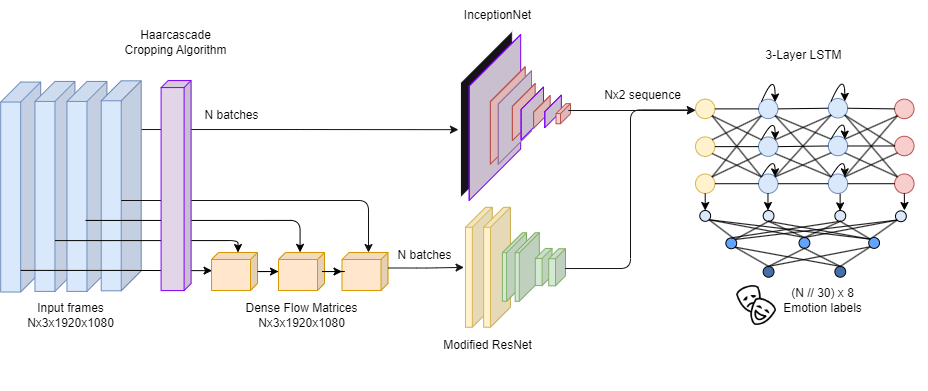 InceptionNet
Haarcascade
Cropping Algorithm
3-Layer LSTM
Nx2 sequence
N batches
N batches
Input frames
Nx3x1920x1080
Dense Flow Matrices
Nx3x1920x1080
(N // 30) x 8
Emotion labels
Modified ResNet